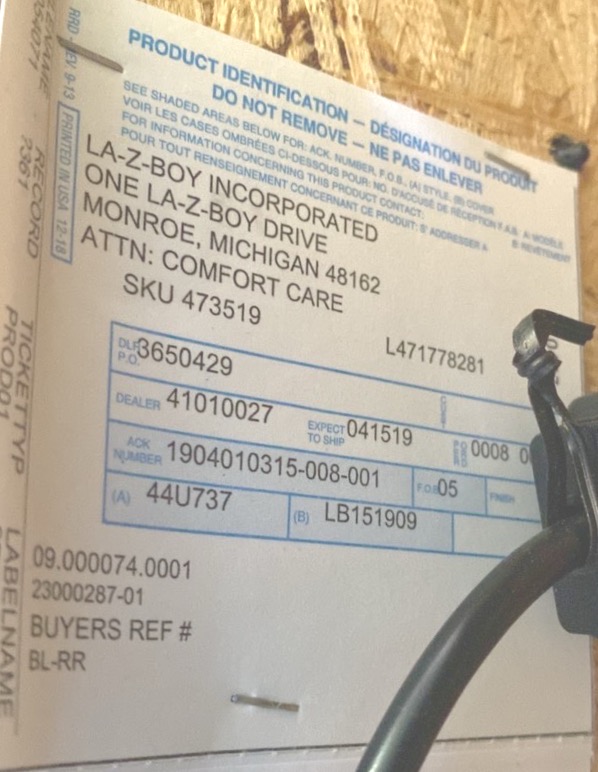 PRODUCT IDENTIFICATION — DÉSIGNATION DU PRODUIT
DO NOT REMOVE — NE PAS ENLEVER
SEE SHADED AREAS BELOW FOR: ACK. NUMBER, F.O.B., (A) STYLE, (B) COVER
VOIR LES CASES OMBRÉES CI-DESSOUS POUR: NO. D'ACCUSÉ DE RÉCEPTION F.A.B. A: MODÈLE
FOR INFORMATION CONCERNING THIS PRODUCT CONTACT: B: REVÊTEMENT
POUR TOUT RENSEIGNEMENT CONCERNANT CE PRODUIT: S' ADDRESSER A
LA-Z-BOY INCORPORATED
ONE LA-Z-BOY DRIVE
MONROE, MICHIGAN 48162
ATTN: COMFORT CARE
SKU 473519
L471778281
DLR P.O. 3650429
DEALER 41010027 EXPECT TO SHIP 041519 0008
ACK NUMBER 1904010315-008-001 F.O.B. 05 FINISH
(A) 44U737 (B) LB151909
09.000074.0001
23000287-01
BUYERS REF #
BL-RR
PRINTED IN USA 12-18
RECORD
2361
TICKETTYP
PROD01
LABELNAME